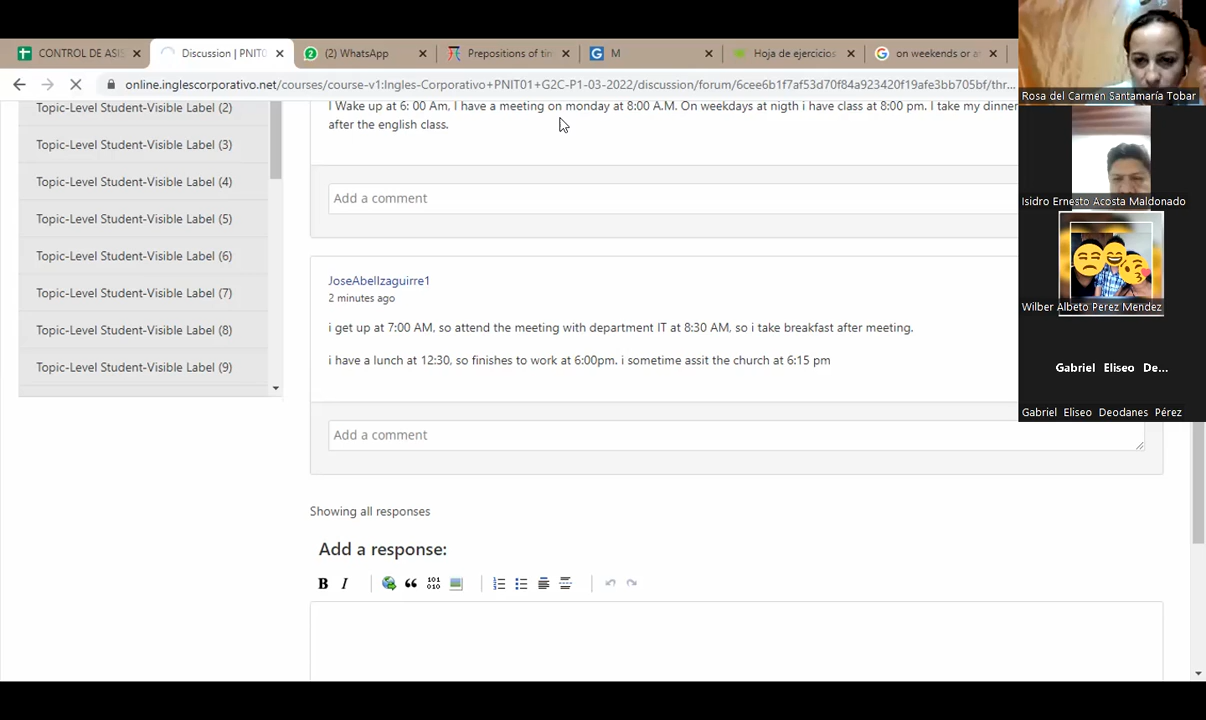 CONTROL DE ASIS
Discussion | PNIT0
(2) WhatsApp
Prepositions of tim
M
Hoja de ejercicios
on weekends or a
online.inglescorporativo.net/courses/course-v1:Ingles-Corporativo+PNIT01+G2C-P1-03-2022/discussion/forum/6cee6b1f7af53d70f84a923420f19afe3bb705bf/thr...
Topic-Level Student-Visible Label (2)
Topic-Level Student-Visible Label (3)
Topic-Level Student-Visible Label (4)
Topic-Level Student-Visible Label (5)
Topic-Level Student-Visible Label (6)
Topic-Level Student-Visible Label (7)
Topic-Level Student-Visible Label (8)
Topic-Level Student-Visible Label (9)
I Wake up at 6: 00 Am. I have a meeting on monday at 8:00 A.M. On weekdays at nigth i have class at 8:00 pm. I take my dinner
after the english class.
Add a comment
JoseAbelIzaguirre1
2 minutes ago
i get up at 7:00 AM, so attend the meeting with department IT at 8:30 AM, so i take breakfast after meeting.
i have a lunch at 12:30, so finishes to work at 6:00pm. i sometime assit the church at 6:15 pm
Add a comment
Showing all responses
Add a response:
B I
101
010
Rosa del Carmen Santamaría Tobar
Isidro Ernesto Acosta Maldonado
Wilber Albeto Perez Mendez
Gabriel Eliseo De...
Gabriel Eliseo Deodanes Pérez